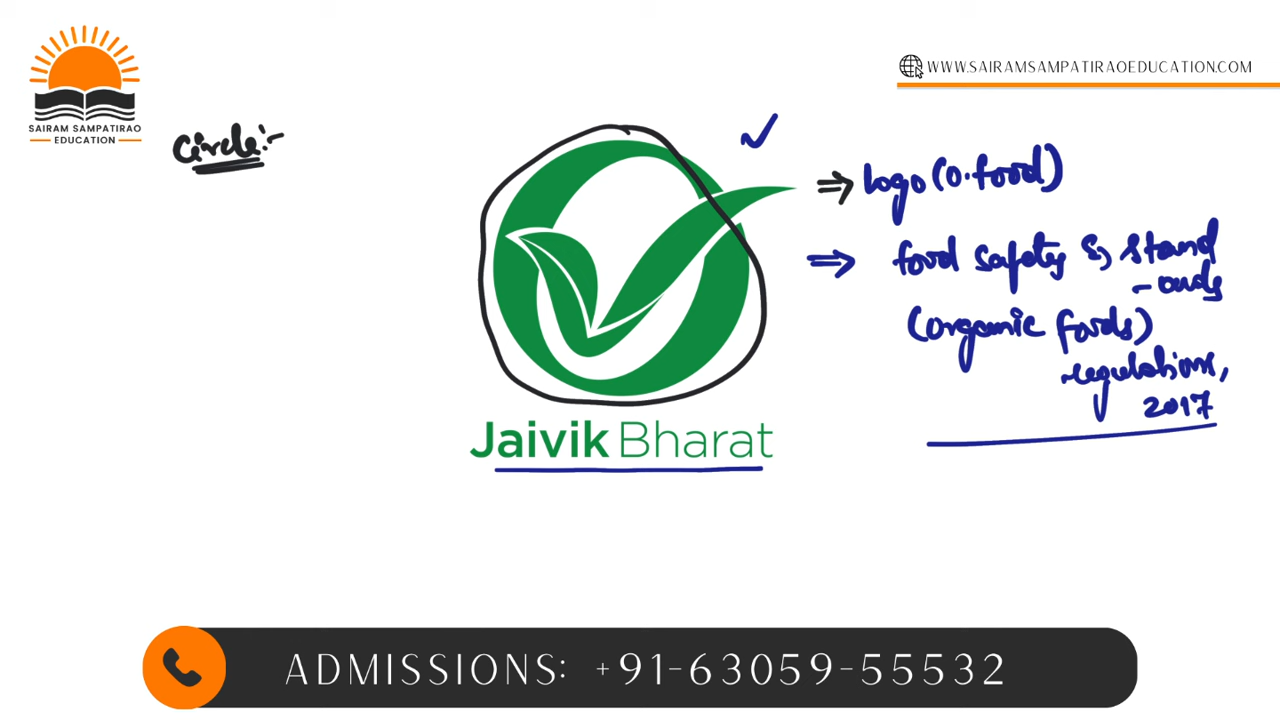 SAIRAM SAMPATIRAO
EDUCATION
WWW.SAIRAMSAMPATIRAOEDUCATION.COM
Circle:-
✓
⇒ logo (o.food)
⇒ food safety & stand
-ards
(organic foods)
regulations,
2017
Jaivik Bharat
ADMISSIONS: +91-63059-55532